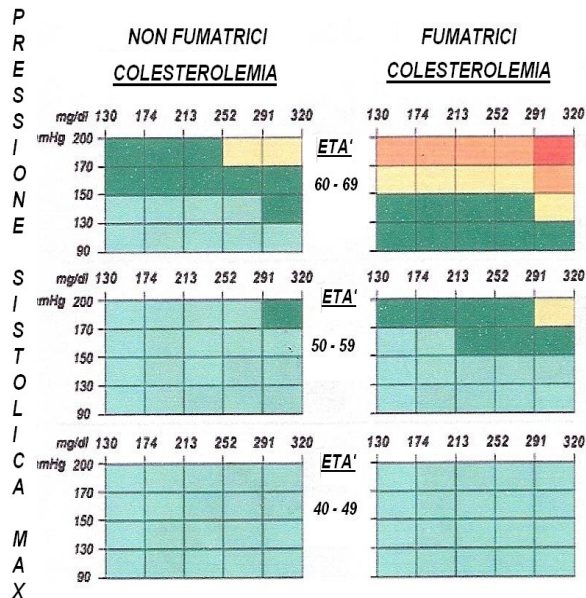 PRESSIONE SISTOLICA MAX
NON FUMATRICI
COLESTEROLEMIA
FUMATRICI
COLESTEROLEMIA
mg/dl
130 174 213 252 291 320
mmHg
200
170
150
130
90
ETA'
60 - 69
130 174 213 252 291 320
mg/dl
130 174 213 252 291 320
mmHg
200
170
150
130
90
ETA'
50 - 59
130 174 213 252 291 320
mg/dl
130 174 213 252 291 320
mmHg
200
170
150
130
90
ETA'
40 - 49
130 174 213 252 291 320